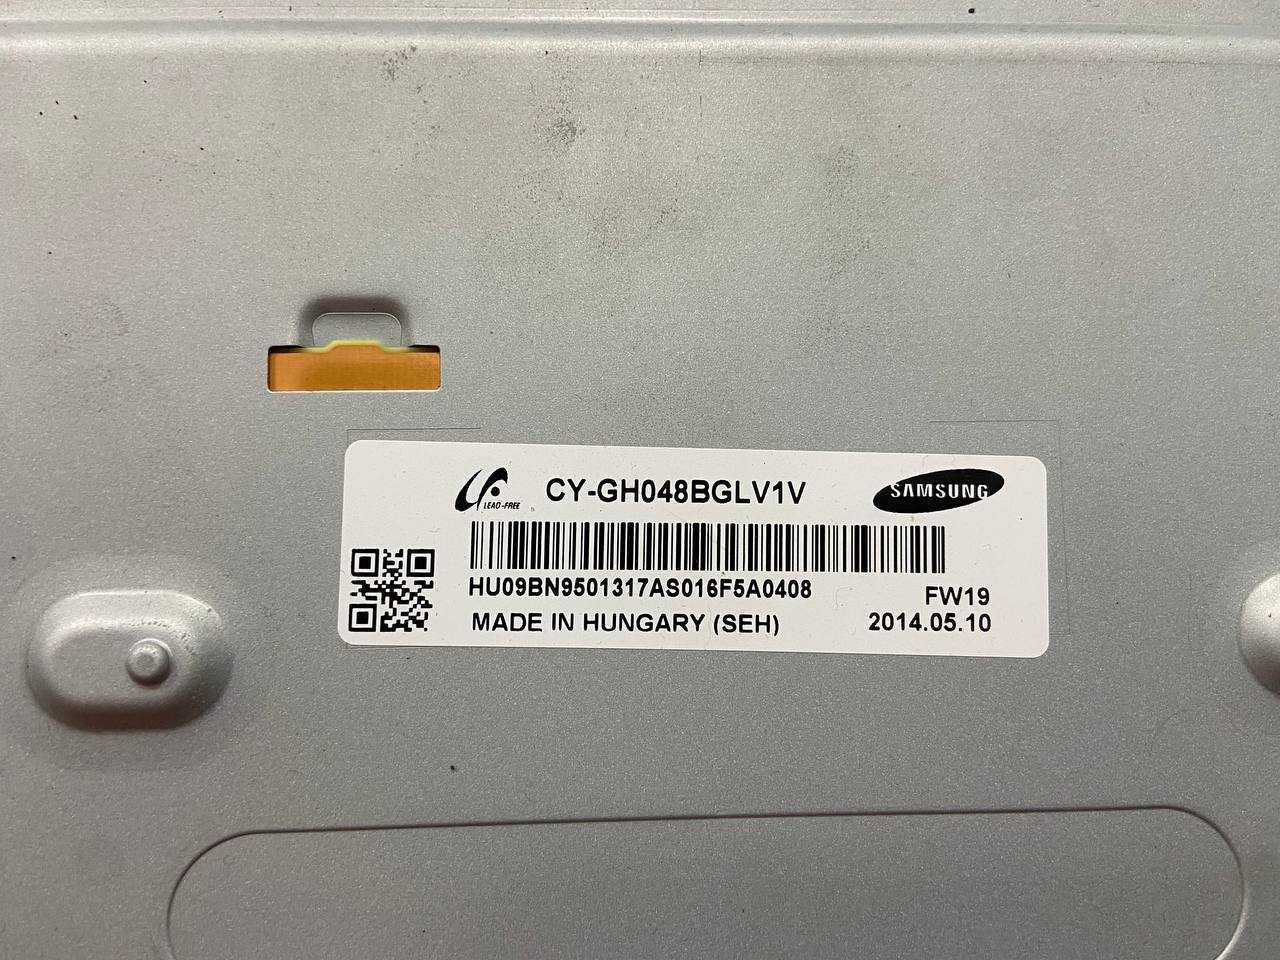 LEAD-FREE
CY-GH048BGLV1V
SAMSUNG
HU09BN9501317AS016F5A0408
FW19
MADE IN HUNGARY (SEH)
2014.05.10